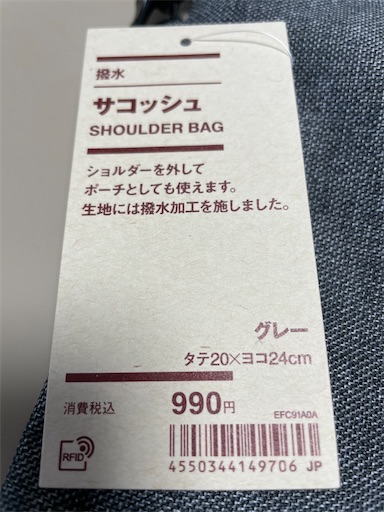 撥水
サコッシュ
SHOULDER BAG
ショルダーを外して
ポーチとしても使えます。
生地には撥水加工を施しました。
グレー
タテ20×ヨコ24cm
消費税込 990円
EFC91A0A
RFID
4550344149706 JP